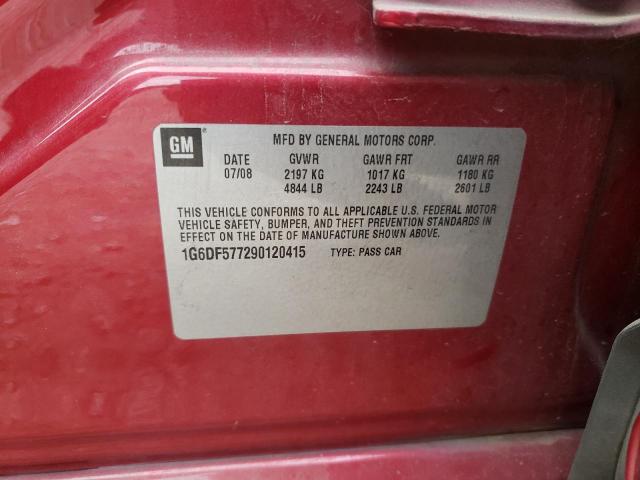 GM
MFD BY GENERAL MOTORS CORP.
DATE GVWR GAWR FRT GAWR RR
07/08 2197 KG 1017 KG 1180 KG
4844 LB 2243 LB 2601 LB
THIS VEHICLE CONFORMS TO ALL APPLICABLE U.S. FEDERAL MOTOR
VEHICLE SAFETY, BUMPER, AND THEFT PREVENTION STANDARDS IN
EFFECT ON THE DATE OF MANUFACTURE SHOWN ABOVE.
1G6DF577290120415 TYPE: PASS CAR